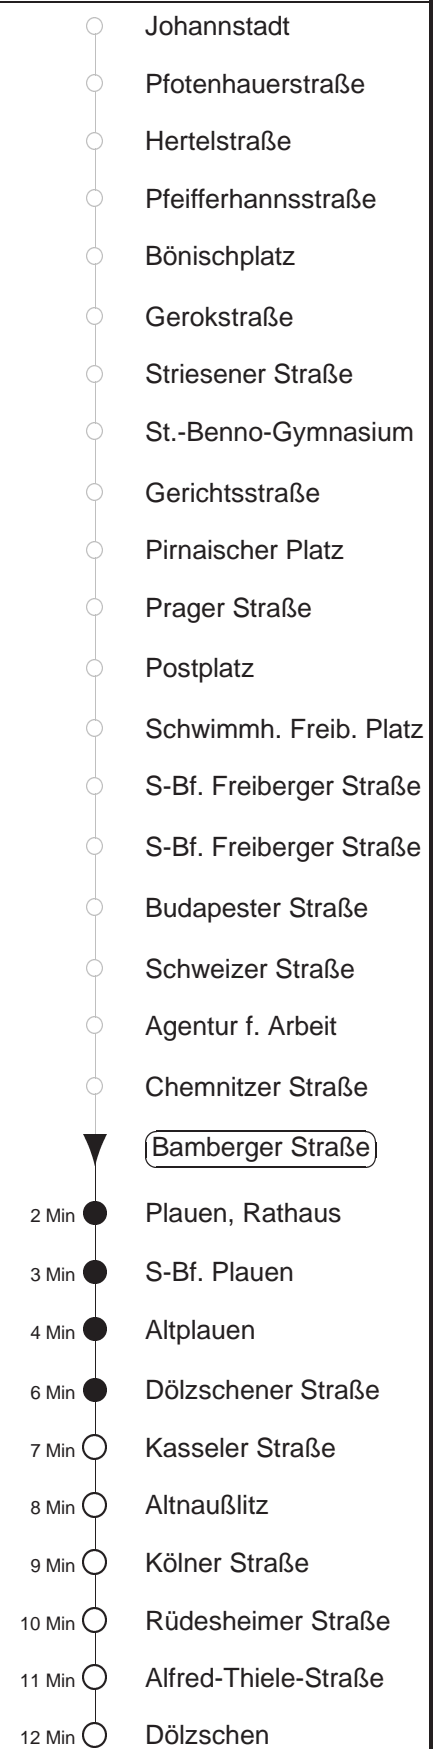 Johannstadt
Pfotenhauerstraße
Hertelstraße
Pfeifferhannsstraße
Bönischplatz
Gerokstraße
Striesener Straße
St.-Benno-Gymnasium
Gerichtsstraße
Pirnaischer Platz
Prager Straße
Postplatz
Schwimmh. Freib. Platz
S-Bf. Freiberger Straße
S-Bf. Freiberger Straße
Budapester Straße
Schweizer Straße
Agentur f. Arbeit
Chemnitzer Straße
Bamberger Straße
2 Min Plauen, Rathaus
3 Min S-Bf. Plauen
4 Min Altplauen
6 Min Dölzschener Straße
7 Min Kasseler Straße
8 Min Altnaußlitz
9 Min Kölner Straße
10 Min Rüdesheimer Straße
11 Min Alfred-Thiele-Straße
12 Min Dölzschen